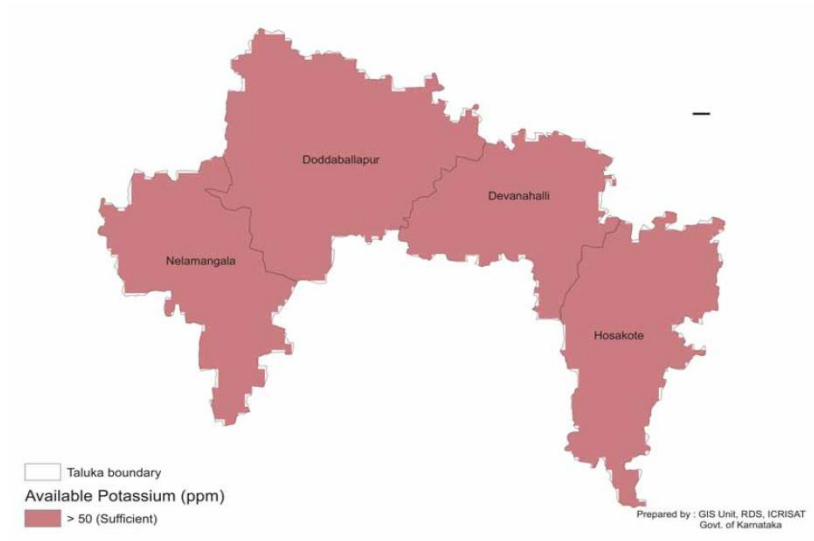 Doddaballapur
Devanahalli
Nelamangala
Hosakote
Taluka boundary
Available Potassium (ppm)
> 50 (Sufficient)
Prepared by : GIS Unit, RDS, ICRISAT
Govt. of Karnataka